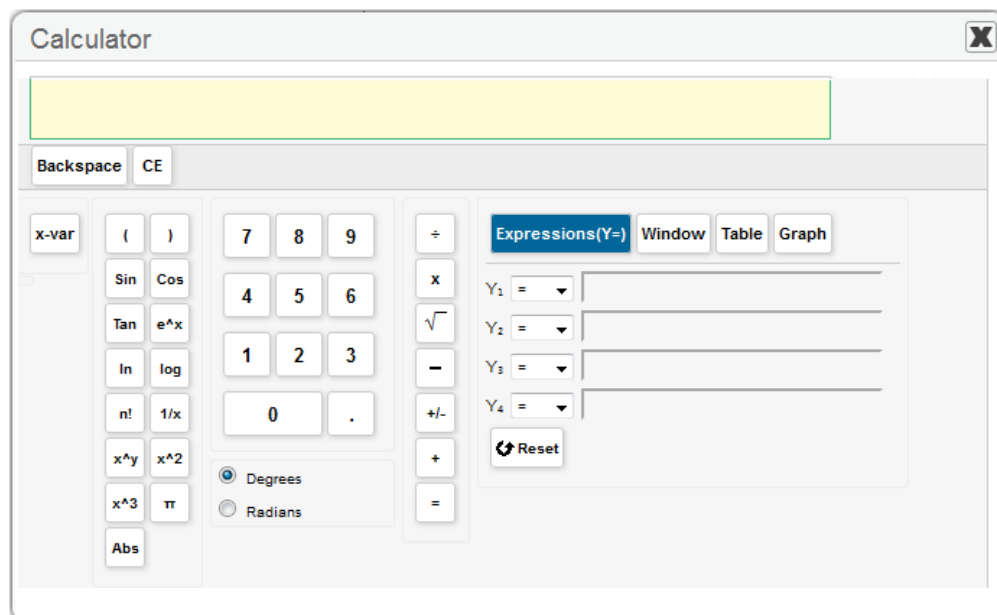 Calculator X
Backspace CE
x-var ( ) 7 8 9 ÷ Expressions(Y=) Window Table Graph
Sin Cos 4 5 6 x Y₁ =
Tan e^x √ Y₂ =
ln log 1 2 3 − Y₃ =
n! 1/x 0 . +/- Y₄ =
x^y x^2 Degrees + Reset
x^3 π Radians =
Abs